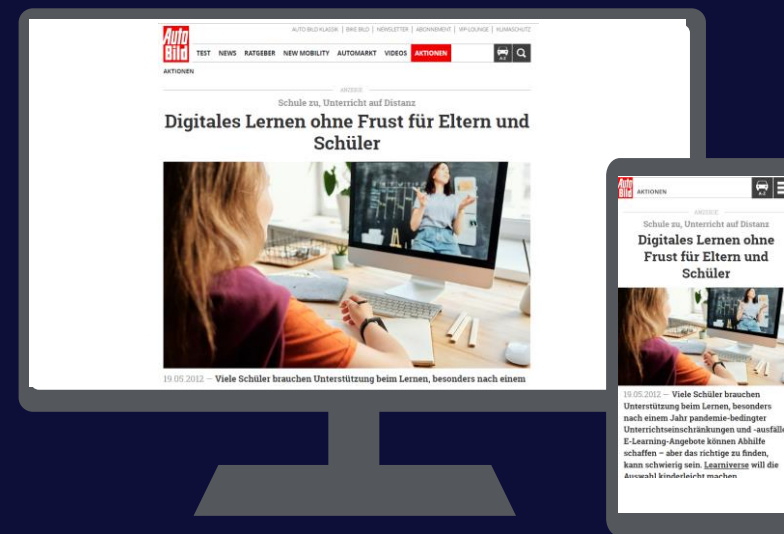 AUTO BILD KLASSIK | BIKE BILD | NEWSLETTER | ABONNEMENT | VIP LOUNGE | KLIMASCHUTZ
Auto
Bild
TEST NEWS RATGEBER NEW MOBILITY AUTOMARKT VIDEOS AKTIONEN
A-Z
AKTIONEN
ANZEIGE
Schule zu, Unterricht auf Distanz
Digitales Lernen ohne Frust für Eltern und
Schüler
19.05.2012 — Viele Schüler brauchen Unterstützung beim Lernen, besonders nach einem
Auto
Bild
AKTIONEN
A-Z
ANZEIGE
Schule zu, Unterricht auf Distanz
Digitales Lernen ohne
Frust für Eltern und
Schüler
19.05.2012 — Viele Schüler brauchen
Unterstützung beim Lernen, besonders
nach einem Jahr pandemie-bedingter
Unterrichtseinschränkungen und -ausfälle
E-Learning-Angebote können Abhilfe
schaffen – aber das richtige zu finden,
kann schwierig sein. Learniverse will die
Auswahl kinderleicht machen